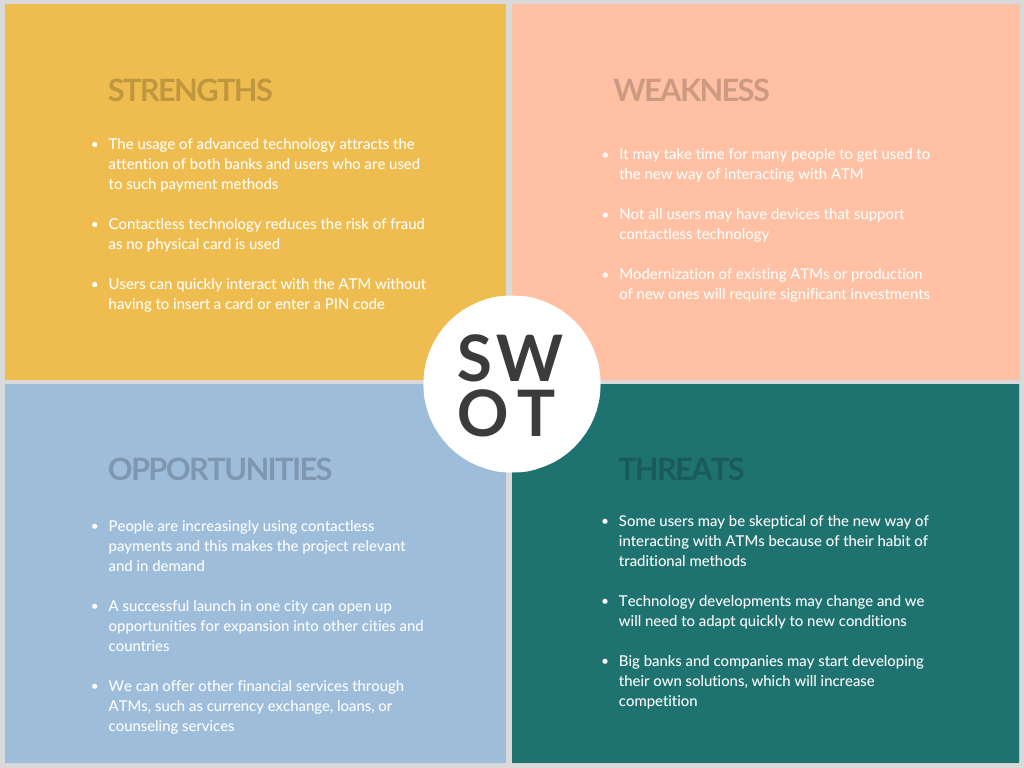 STRENGTHS
• The usage of advanced technology attracts the
attention of both banks and users who are used
to such payment methods
• Contactless technology reduces the risk of fraud
as no physical card is used
• Users can quickly interact with the ATM without
having to insert a card or enter a PIN code
WEAKNESS
• It may take time for many people to get used to
the new way of interacting with ATM
• Not all users may have devices that support
contactless technology
• Modernization of existing ATMs or production
of new ones will require significant investments
SW
OT
OPPORTUNITIES
• People are increasingly using contactless
payments and this makes the project relevant
and in demand
• A successful launch in one city can open up
opportunities for expansion into other cities and
countries
• We can offer other financial services through
ATMs, such as currency exchange, loans, or
counseling services
THREATS
• Some users may be skeptical of the new way of
interacting with ATMs because of their habit of
traditional methods
• Technology developments may change and we
will need to adapt quickly to new conditions
• Big banks and companies may start developing
their own solutions, which will increase
competition